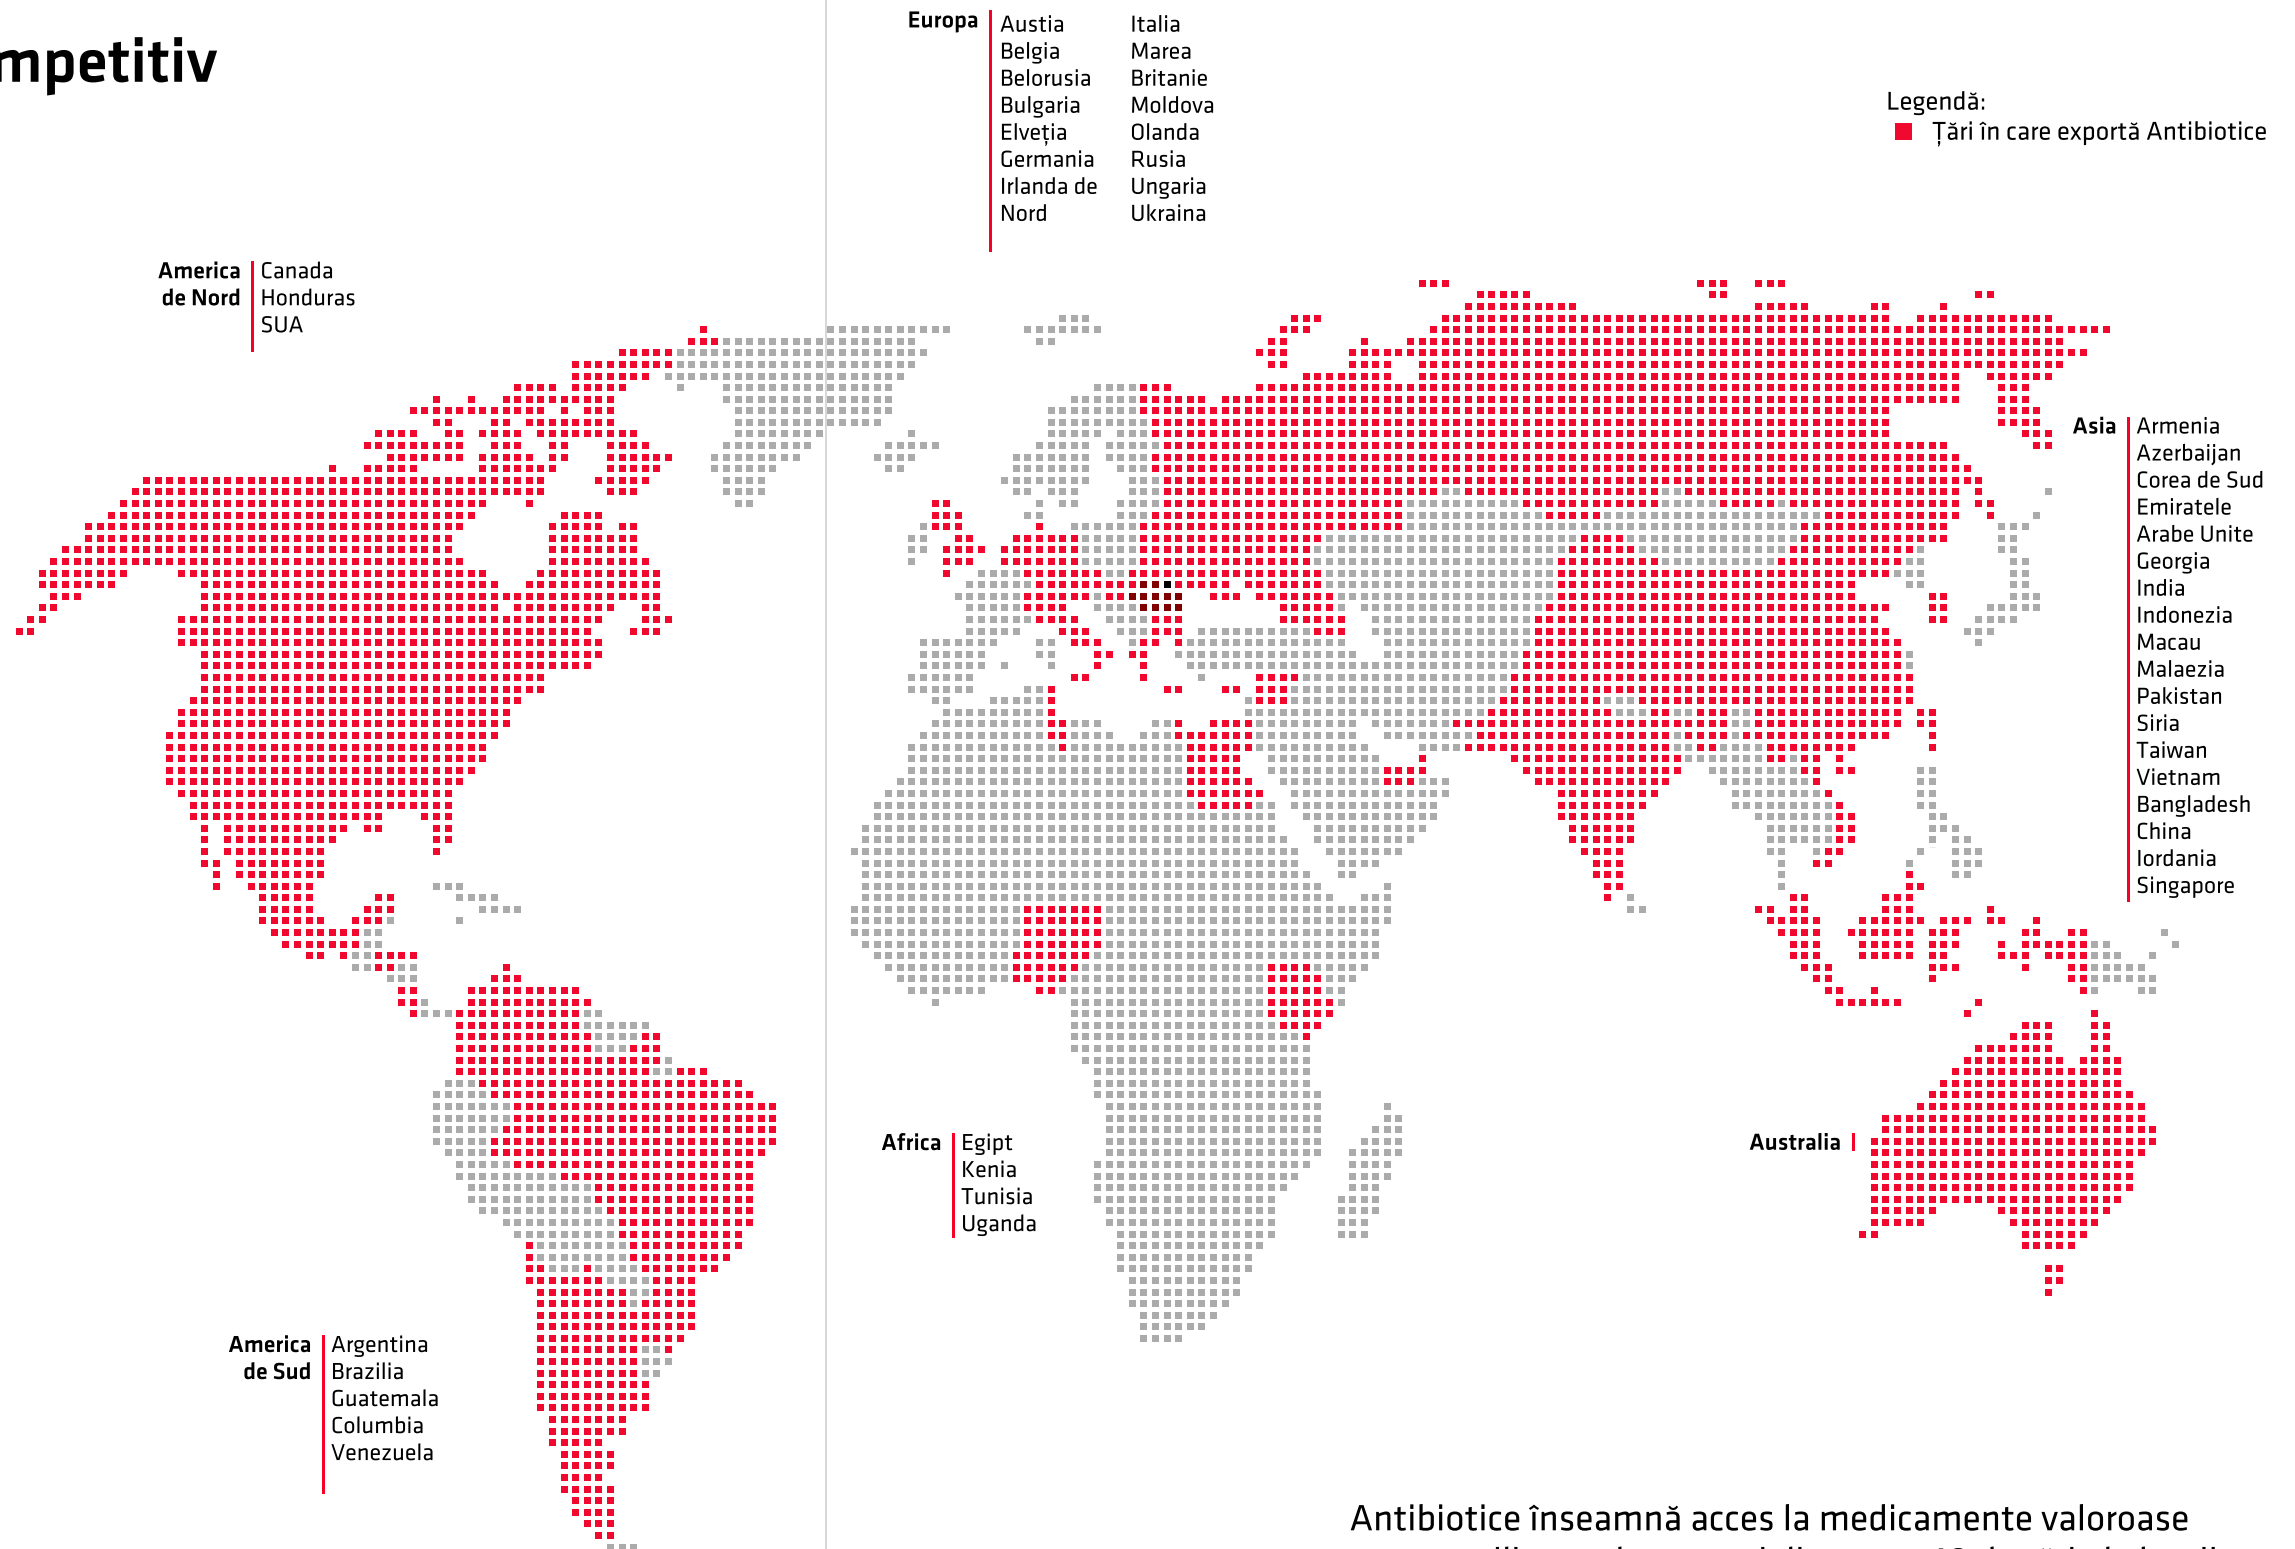 mpetitiv
Europa
Austia
Belgia
Belorusia
Bulgaria
Elveția
Germania
Irlanda de
Nord
Italia
Marea
Britanie
Moldova
Olanda
Rusia
Ungaria
Ukraina
Legendă:
Țări în care exportă Antibiotice
America
de Nord
Canada
Honduras
SUA
Asia
Armenia
Azerbaijan
Corea de Sud
Emiratele
Arabe Unite
Georgia
India
Indonezia
Macau
Malaezia
Pakistan
Siria
Taiwan
Vietnam
Bangladesh
China
Iordania
Singapore
Africa
Egipt
Kenia
Tunisia
Uganda
Australia
America
de Sud
Argentina
Brazilia
Guatemala
Columbia
Venezuela
Antibiotice înseamnă acces la medicamente valoroase